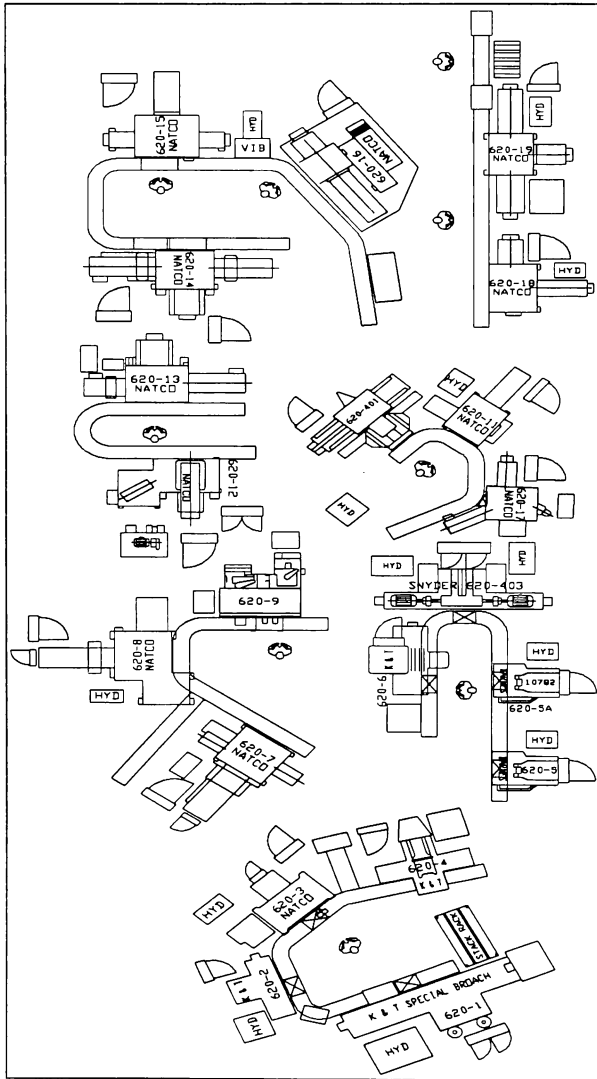 620-15
NATCO
HYD
VIB
620-16
NATCO
620-14
NATCO
HYD
620-19
NATCO
HYD
620-18
NATCO
620-13
NATCO
620-12
NATCO
620-401
HYD
620-11
NATCO
HYD
620-17
NATCO
HYD
HYD
SNYDER 620-403
620-9
620-8
NATCO
HYD
620-6
K & T
HYD
10782
620-5A
HYD
620-5
620-7
NATCO
620-4
K & T
620-3
NATCO
HYD
STACK RACK
620-2
K & T
HYD
K & T SPECIAL BROACH
620-1
HYD